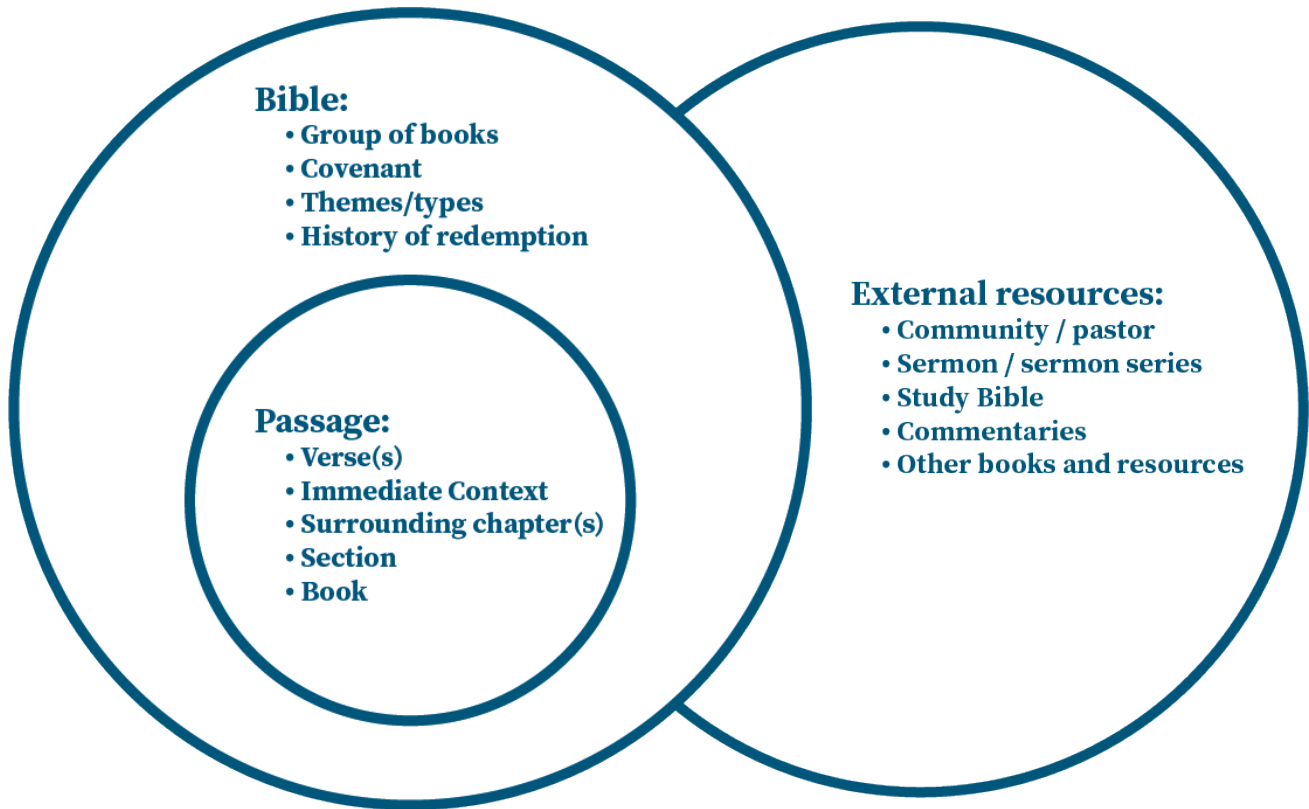 Bible:
• Group of books
• Covenant
• Themes/types
• History of redemption
Passage:
• Verse(s)
• Immediate Context
• Surrounding chapter(s)
• Section
• Book
External resources:
• Community / pastor
• Sermon / sermon series
• Study Bible
• Commentaries
• Other books and resources